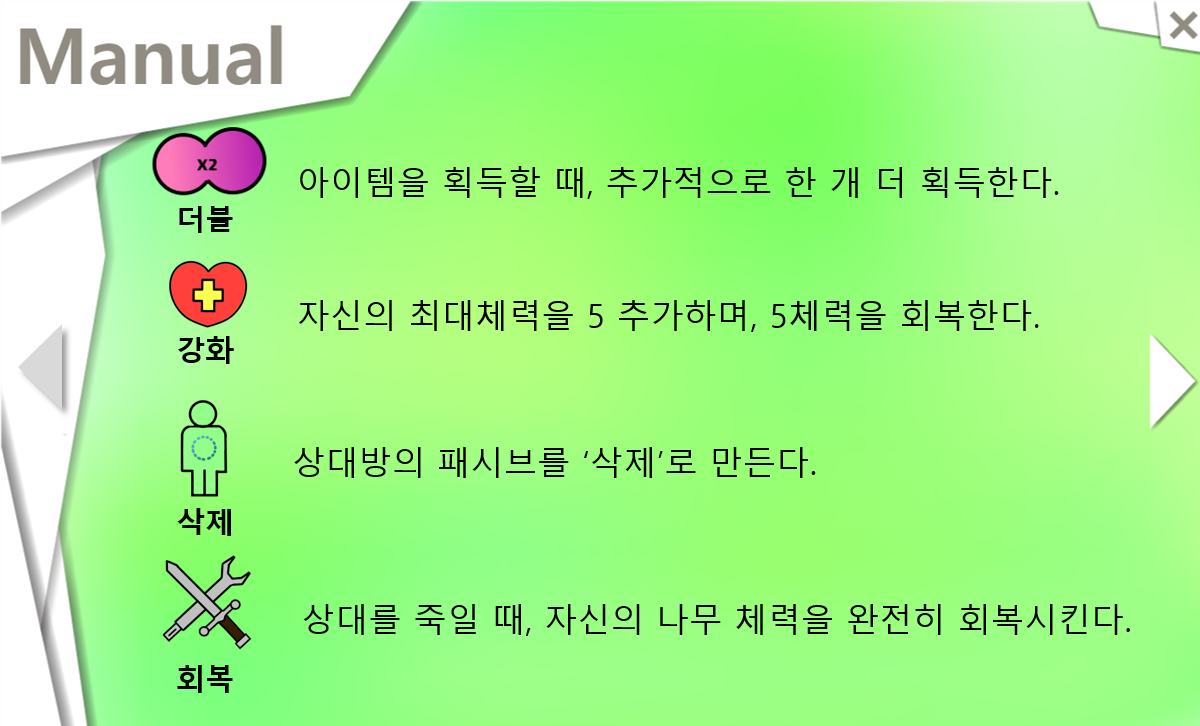 Manual
X2
더블
아이템을 획득할 때, 추가적으로 한 개 더 획득한다.
강화
자신의 최대체력을 5 추가하며, 5체력을 회복한다.
삭제
상대방의 패시브를 ‘삭제’로 만든다.
회복
상대를 죽일 때, 자신의 나무 체력을 완전히 회복시킨다.